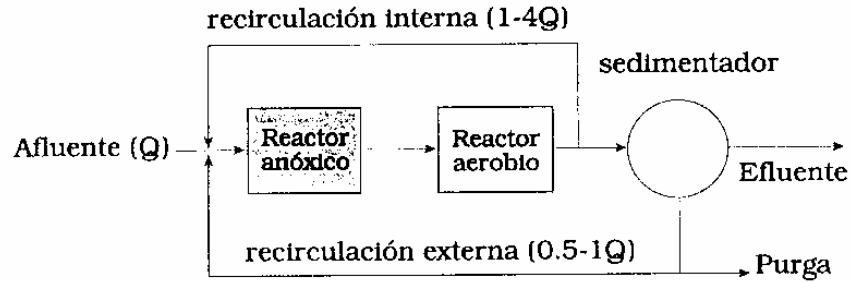 recirculación interna (1-4Q)
sedimentador
Afluente (Q)
Reactor
anóxico
Reactor
aerobio
Efluente
recirculación externa (0.5-1Q)
Purga